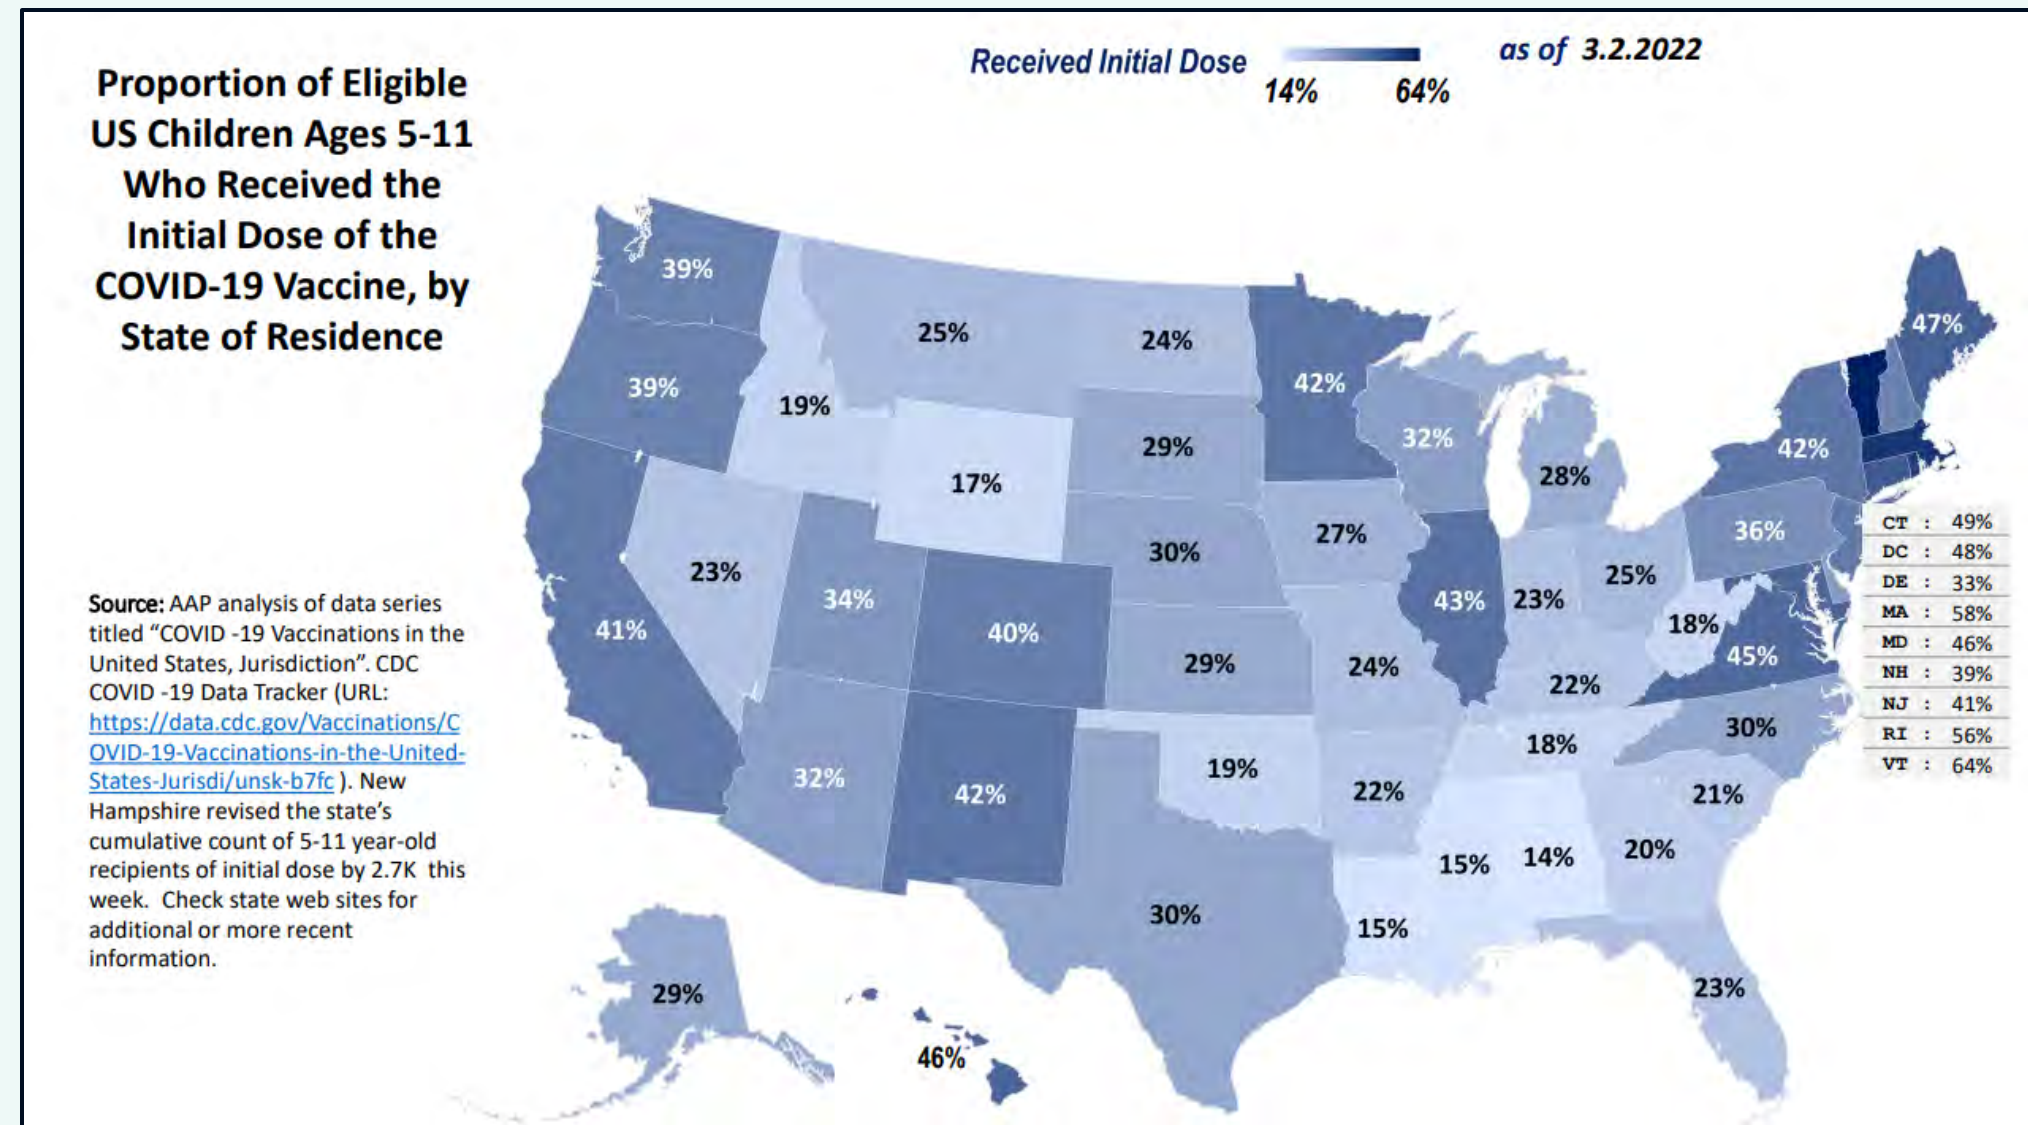 Proportion of Eligible
US Children Ages 5-11
Who Received the
Initial Dose of the
COVID-19 Vaccine, by
State of Residence
Received Initial Dose
14% 64%
as of 3.2.2022
39%
39%
41%
19%
23%
25%
17%
34%
40%
32%
42%
24%
29%
30%
29%
19%
30%
42%
27%
24%
22%
15%
32%
43%
28%
23%
25%
22%
18%
15%
14%
20%
21%
23%
30%
45%
18%
36%
42%
47%
29%
46%
CT : 49%
DC : 48%
DE : 33%
MA : 58%
MD : 46%
NH : 39%
NJ : 41%
RI : 56%
VT : 64%
Source: AAP analysis of data series
titled “COVID -19 Vaccinations in the
United States, Jurisdiction”. CDC
COVID -19 Data Tracker (URL:
https://data.cdc.gov/Vaccinations/C
OVID-19-Vaccinations-in-the-United-
States-Jurisdi/unsk-b7fc ). New
Hampshire revised the state’s
cumulative count of 5-11 year-old
recipients of initial dose by 2.7K this
week. Check state web sites for
additional or more recent
information.